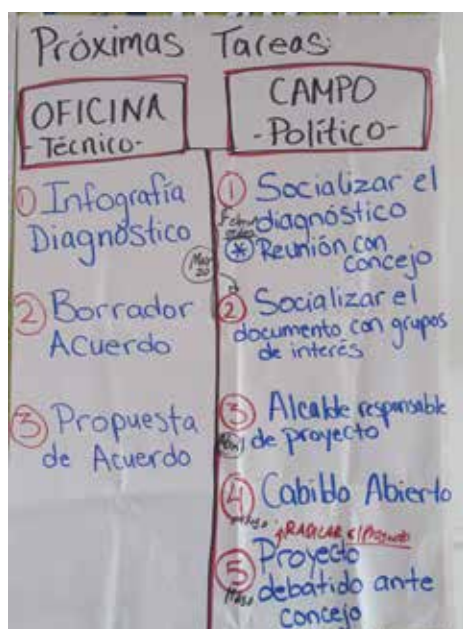 Próximas Tareas:
OFICINA
- Técnico -
① Infografía
Diagnóstico
② Borrador
Acuerdo
③ Propuesta
de Acuerdo
CAMPO
- Político -
① Socializar el
diagnóstico
* Reunión con
Concejo
② Socializar el
documento con grupos
de interés
③ Alcalde responsable
de proyecto
④ Cabildo Abierto
RADICAR el Proyecto
⑤ Proyecto
debatido ante
concejo